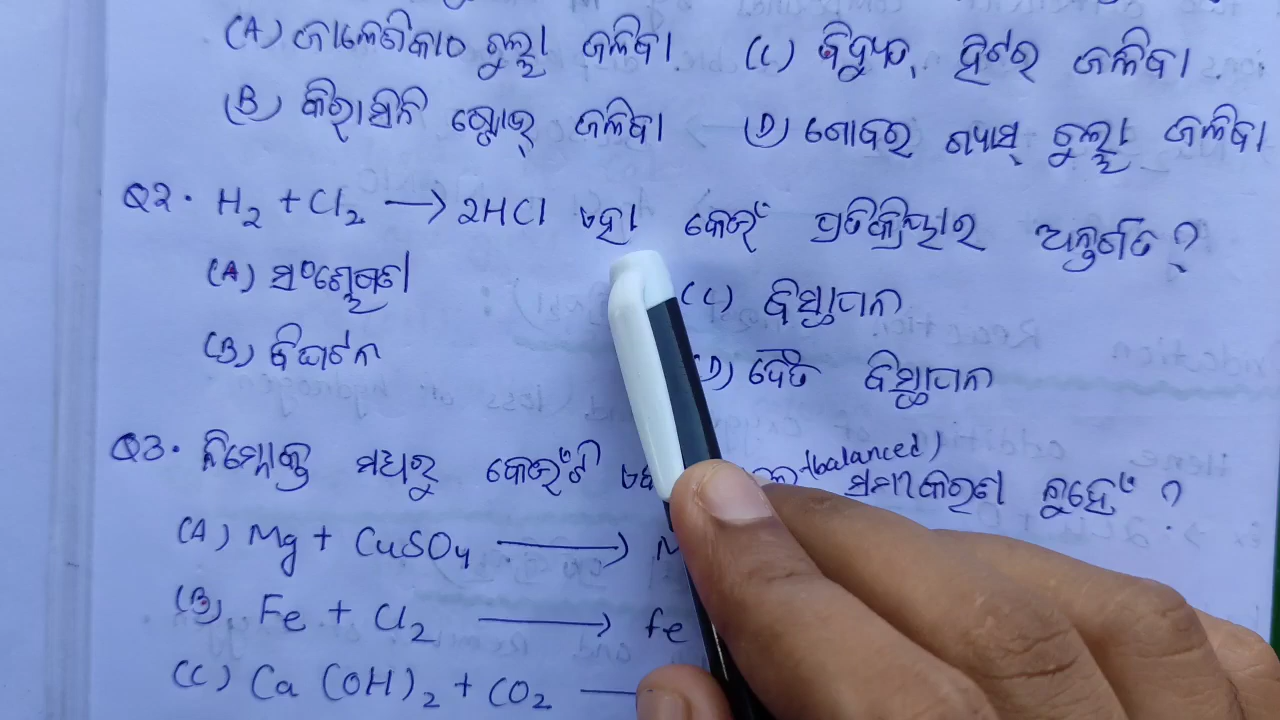 (A) ଜାଳେଣିକାଠ ଚୁଲ୍ଲା ଜଳିବା (C) ବିଦ୍ୟୁତ୍ ହିଟର ଜଳିବା
(B) କିରାସିନି ଷ୍ଟୋଭ୍ ଜଳିବା (D) ଗୋବର ଗ୍ୟାସ୍ ଚୁଲ୍ଲା ଜଳିବା
Q2. H₂ + Cl₂ → 2HCl ଏହା କେଉଁ ପ୍ରତିକ୍ରିୟାର ଅନ୍ତର୍ଗତ ?
(A) ସଂଶ୍ଳେଷଣ (C) ବିସ୍ଥାପନ
(B) ବିଘଟନ (D) ଦ୍ୱୈତ ବିସ୍ଥାପନ
Q3. ନିମ୍ନୋକ୍ତ ମଧ୍ୟରୁ କେଉଁଟି (balanced) ସମୀକରଣ ନୁହେଁ ?
(A) Mg + CuSO₄ →
(B) Fe + Cl₂ → fe
(C) Ca (OH)₂ + CO₂